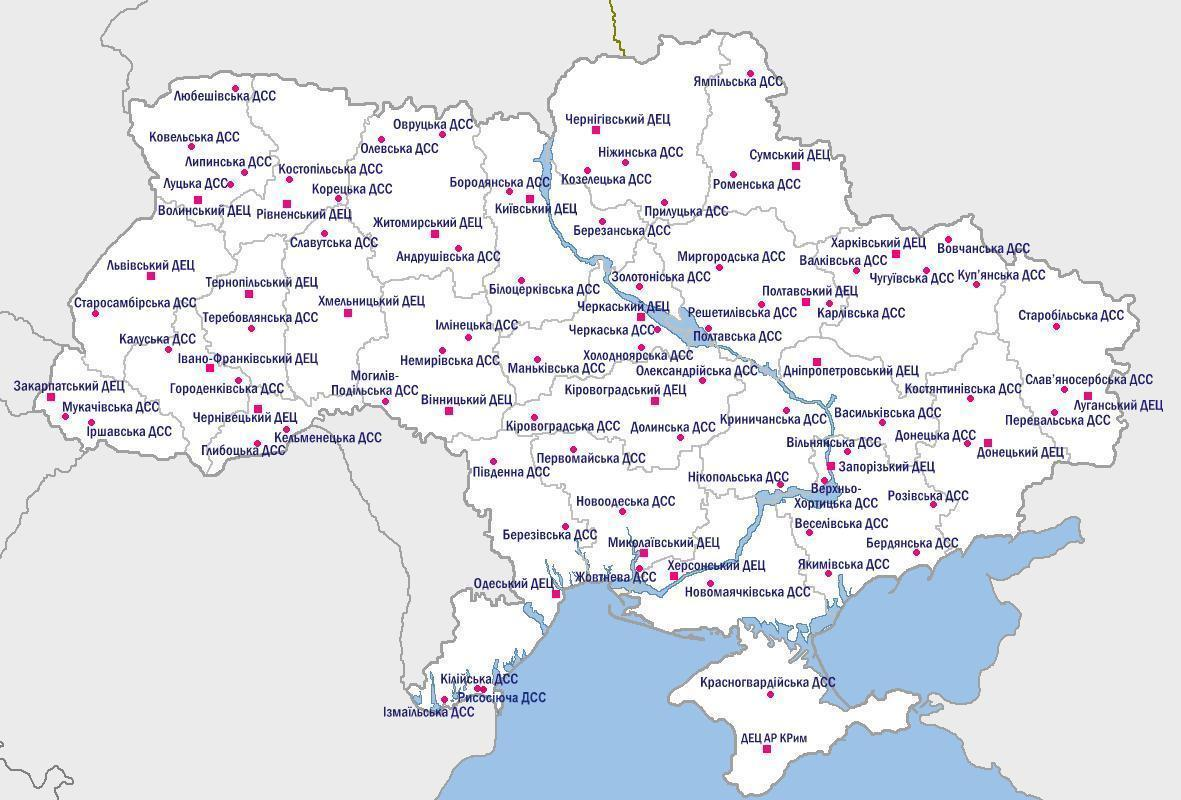 Ямпільська ДСС
Любешівська ДСС
Чернігівський ДЕЦ
Овруцька ДСС
Ковельська ДСС
Олевська ДСС
Ніжинська ДСС
Сумський ДЕЦ
Липинська ДСС
Костопільська ДСС
Козелецька ДСС
Луцька ДСС
Корецька ДСС
Бородянська ДСС
Роменська ДСС
Волинський ДЕЦ
Рівненський ДЕЦ
Київський ДЕЦ
Прилуцька ДСС
Житомирський ДЕЦ
Березанська ДСС
Славутська ДСС
Харківський ДЕЦ
Вовчанська ДСС
Андрушівська ДСС
Миргородська ДСС
Валківська ДСС
Львівський ДЕЦ
Золотоніська ДСС
Чугуївська ДСС
Куп'янська ДСС
Тернопільський ДЕЦ
Білоцерківська ДСС
Полтавський ДЕЦ
Старосамбірська ДСС
Хмельницький ДЕЦ
Черкаський ДЕЦ
Решетилівська ДСС
Карлівська ДСС
Теребовлянська ДСС
Іллінецька ДСС
Черкаська ДСС
Старобільська ДСС
Калуська ДСС
Полтавська ДСС
Івано-Франківський ДЕЦ
Немирівська ДСС
Маньківська ДСС
Холодноярська ДСС
Могилів-
Подільська ДСС
Олександрійська ДСС
Дніпропетровський ДЕЦ
Закарпатський ДЕЦ
Городенківська ДСС
Кіровоградський ДЕЦ
Костянтинівська ДСС
Слав'яносербська ДСС
Мукачівська ДСС
Чернівецький ДЕЦ
Вінницький ДЕЦ
Луганський ДЕЦ
Іршавська ДСС
Кіровоградська ДСС
Долинська ДСС
Криничанська ДСС
Васильківська ДСС
Перевальська ДСС
Кельменецька ДСС
Глибоцька ДСС
Вільнянська ДСС
Донецька ДСС
Донецький ДЕЦ
Первомайська ДСС
Південна ДСС
Запорізький ДЕЦ
Нікопольська ДСС
Верхньо-
Хортицька ДСС
Розівська ДСС
Новоодеська ДСС
Веселівська ДСС
Березівська ДСС
Миколаївський ДЕЦ
Бердянська ДСС
Херсонський ДЕЦ
Якимівська ДСС
Жовтнева ДСС
Одеський ДЕЦ
Новомаячківська ДСС
Кілійська ДСС
Красногвардійська ДСС
Рисосіюча ДСС
Ізмаїльська ДСС
ДЕЦ АР КРим